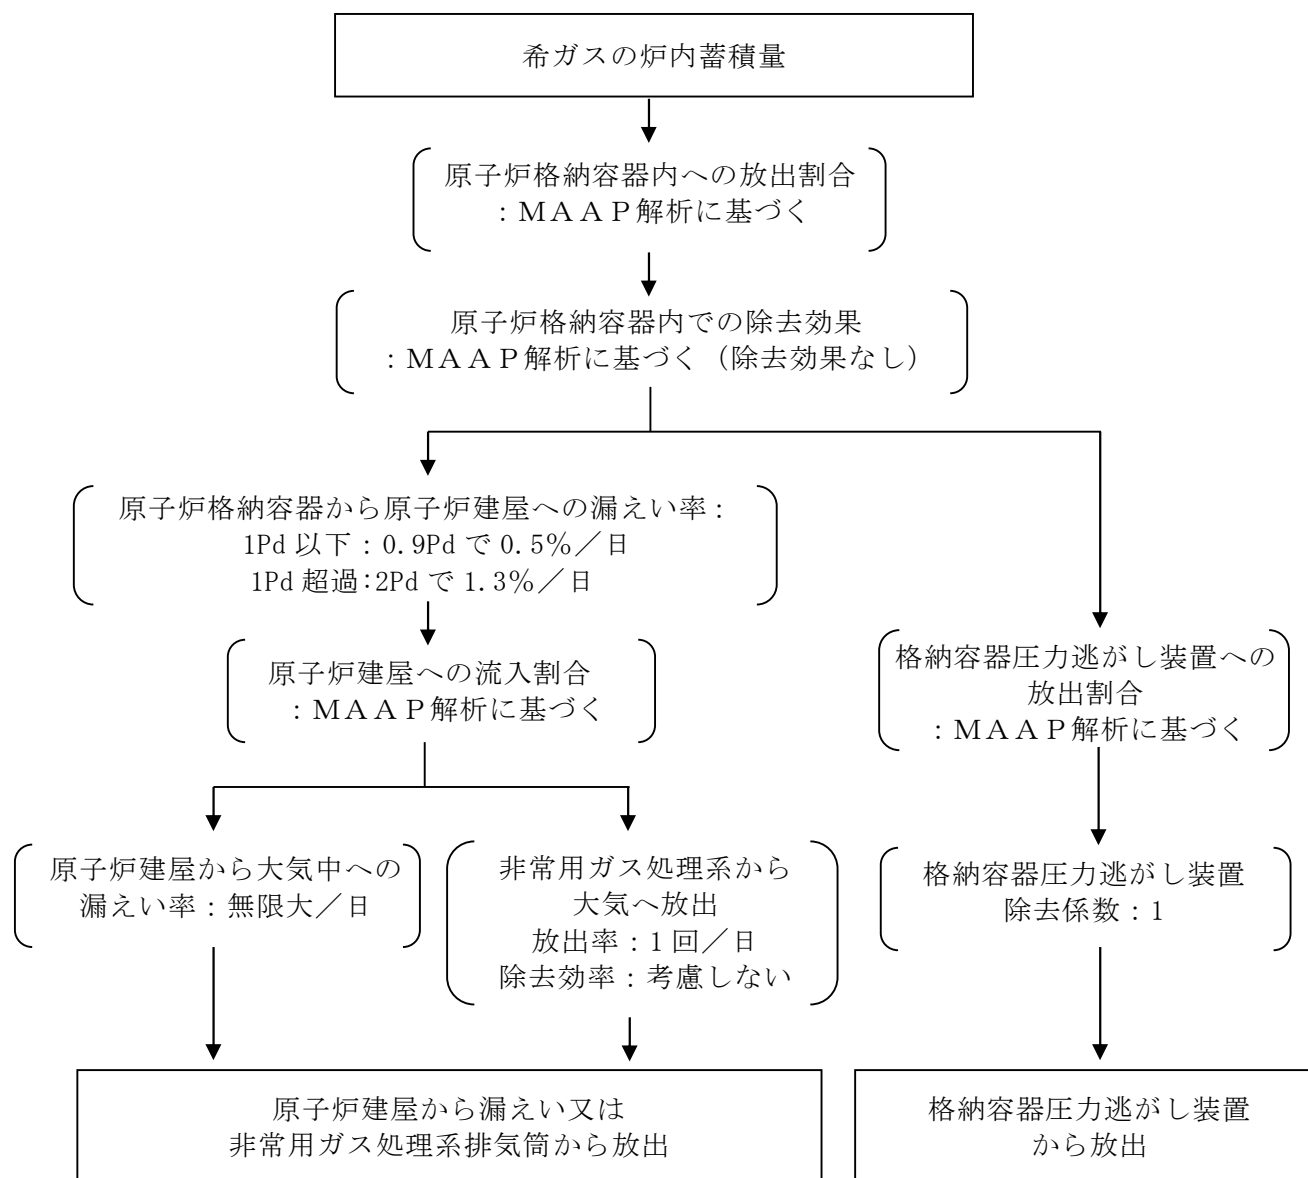 希ガスの炉内蓄積量
原子炉格納容器内への放出割合
：ＭＡＡＰ解析に基づく
原子炉格納容器内での除去効果
：ＭＡＡＰ解析に基づく（除去効果なし）
原子炉格納容器から原子炉建屋への漏えい率：
1Pd 以下：0.9Pd で 0.5％／日
1Pd 超過：2Pd で 1.3％／日
原子炉建屋への流入割合
：ＭＡＡＰ解析に基づく
格納容器圧力逃がし装置への
放出割合
：ＭＡＡＰ解析に基づく
原子炉建屋から大気中への
漏えい率：無限大／日
非常用ガス処理系から
大気へ放出
放出率：1 回／日
除去効率：考慮しない
格納容器圧力逃がし装置
除去係数：1
原子炉建屋から漏えい又は
非常用ガス処理系排気筒から放出
格納容器圧力逃がし装置
から放出